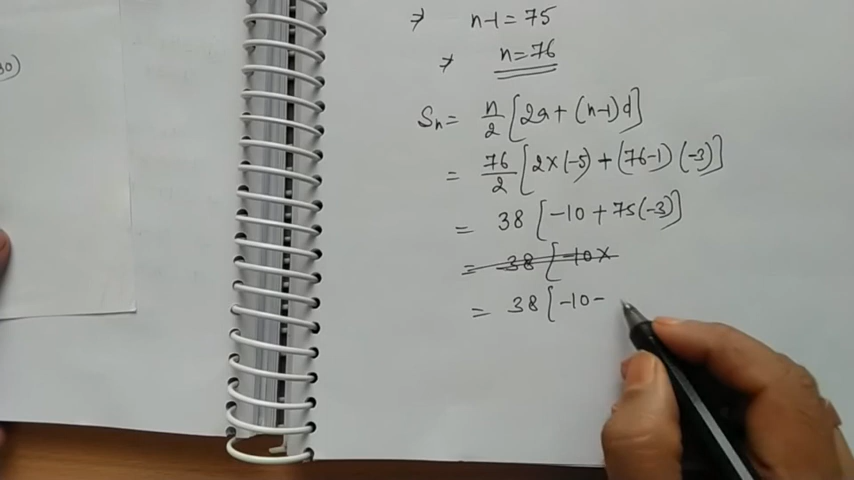 30)
⇒ n-1 = 75
⇒ n = 76
Sn = n/2 [2a + (n-1)d]
= 76/2 [2×(-5) + (76-1)(-3)]
= 38 [-10 + 75(-3)]
= 38 [-10×
= 38 [-10-